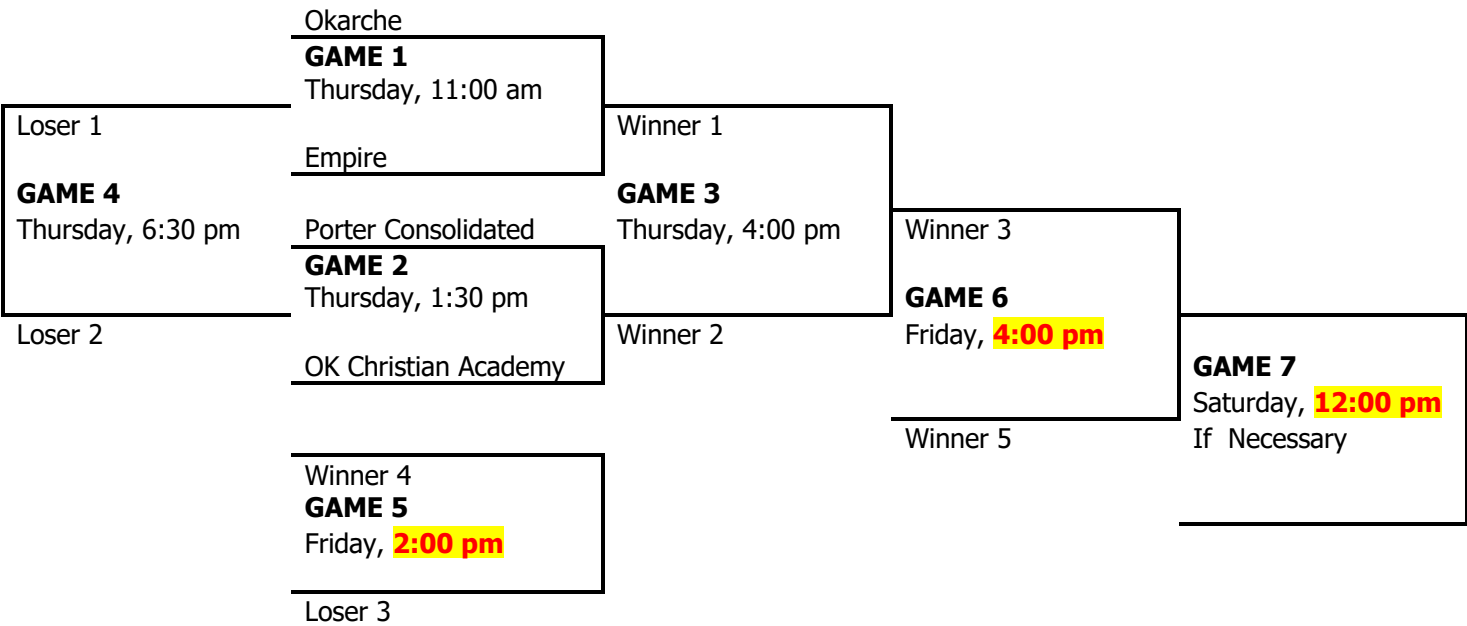 Okarche
GAME 1
Thursday, 11:00 am
Loser 1
Winner 1
Empire
GAME 4
GAME 3
Thursday, 6:30 pm
Porter Consolidated
Thursday, 4:00 pm
Winner 3
GAME 2
Thursday, 1:30 pm
GAME 6
Loser 2
Winner 2
Friday, 4:00 pm
OK Christian Academy
GAME 7
Saturday, 12:00 pm
Winner 5
If Necessary
Winner 4
GAME 5
Friday, 2:00 pm
Loser 3